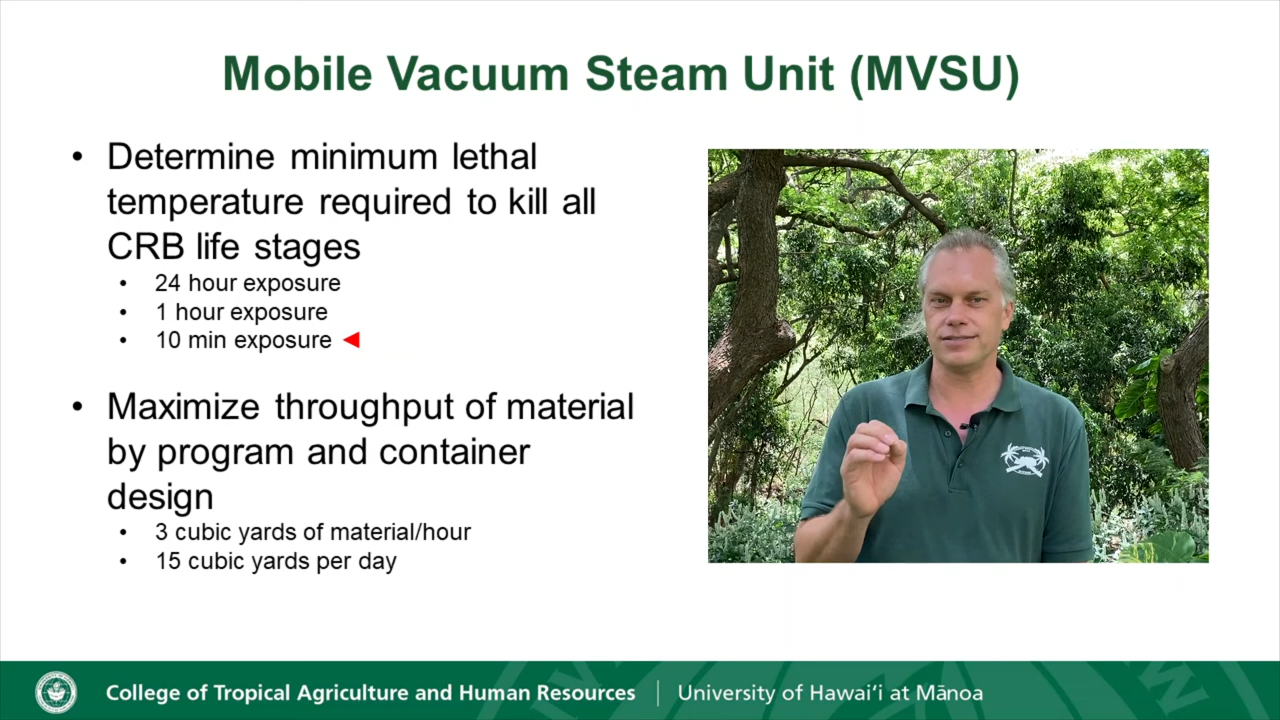 Mobile Vacuum Steam Unit (MVSU)
• Determine minimum lethal
temperature required to kill all
CRB life stages
• 24 hour exposure
• 1 hour exposure
• 10 min exposure
• Maximize throughput of material
by program and container
design
• 3 cubic yards of material/hour
• 15 cubic yards per day
College of Tropical Agriculture and Human Resources | University of Hawaiʻi at Mānoa